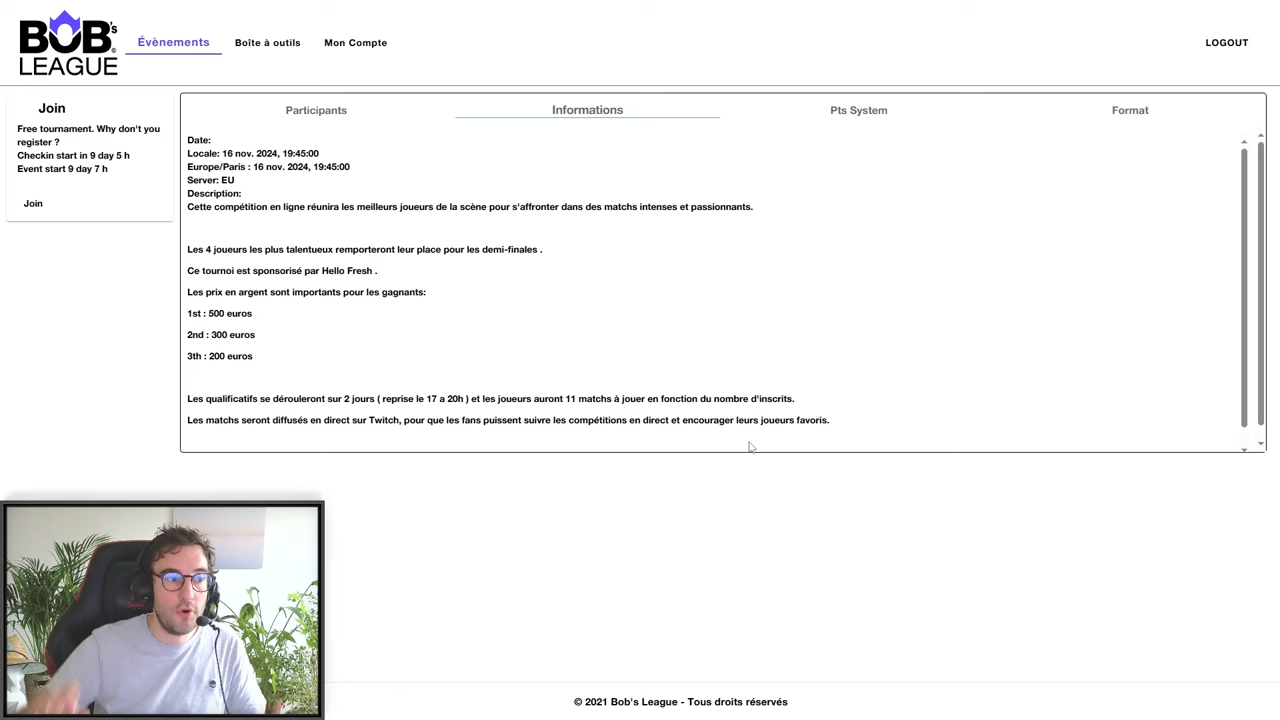 BOB's
LEAGUE
Évènements
Boîte à outils
Mon Compte
LOGOUT
Join
Free tournament. Why don't you
register ?
Checkin start in 9 day 5 h
Event start 9 day 7 h
Join
Participants
Informations
Pts System
Format
Date:
Locale: 16 nov. 2024, 19:45:00
Europe/Paris : 16 nov. 2024, 19:45:00
Server: EU
Description:
Cette compétition en ligne réunira les meilleurs joueurs de la scène pour s'affronter dans des matchs intenses et passionnants.
Les 4 joueurs les plus talentueux remporteront leur place pour les demi-finales .
Ce tournoi est sponsorisé par Hello Fresh .
Les prix en argent sont importants pour les gagnants:
1st : 500 euros
2nd : 300 euros
3th : 200 euros
Les qualificatifs se dérouleront sur 2 jours ( reprise le 17 a 20h ) et les joueurs auront 11 matchs à jouer en fonction du nombre d'inscrits.
Les matchs seront diffusés en direct sur Twitch, pour que les fans puissent suivre les compétitions en direct et encourager leurs joueurs favoris.
© 2021 Bob's League - Tous droits réservés